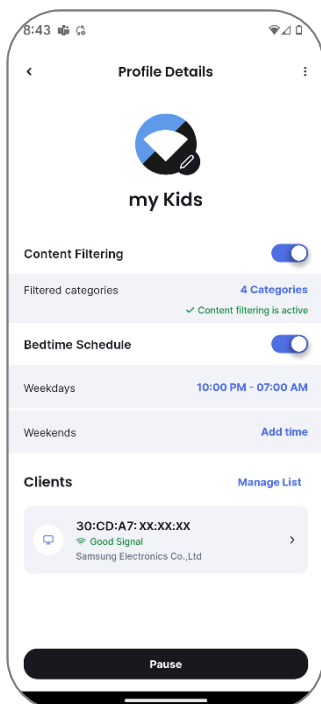 8:43
Profile Details
my Kids
Content Filtering
Filtered categories
4 Categories
✓ Content filtering is active
Bedtime Schedule
Weekdays
10:00 PM - 07:00 AM
Weekends
Add time
Clients
Manage List
30:CD:A7: XX:XX:XX
Good Signal
Samsung Electronics Co.,Ltd
Pause